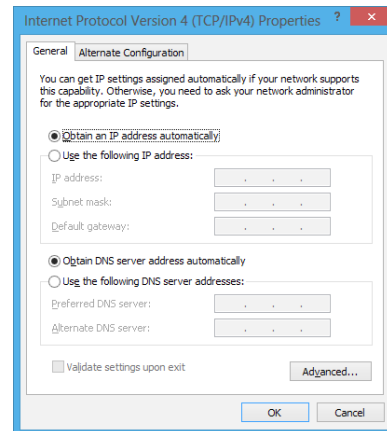 Internet Protocol Version 4 (TCP/IPv4) Properties ? ×
General Alternate Configuration
You can get IP settings assigned automatically if your network supports
this capability. Otherwise, you need to ask your network administrator
for the appropriate IP settings.
Obtain an IP address automatically
Use the following IP address:
IP address:
Subnet mask:
Default gateway:
Obtain DNS server address automatically
Use the following DNS server addresses:
Preferred DNS server:
Alternate DNS server:
Validate settings upon exit
Advanced...
OK Cancel